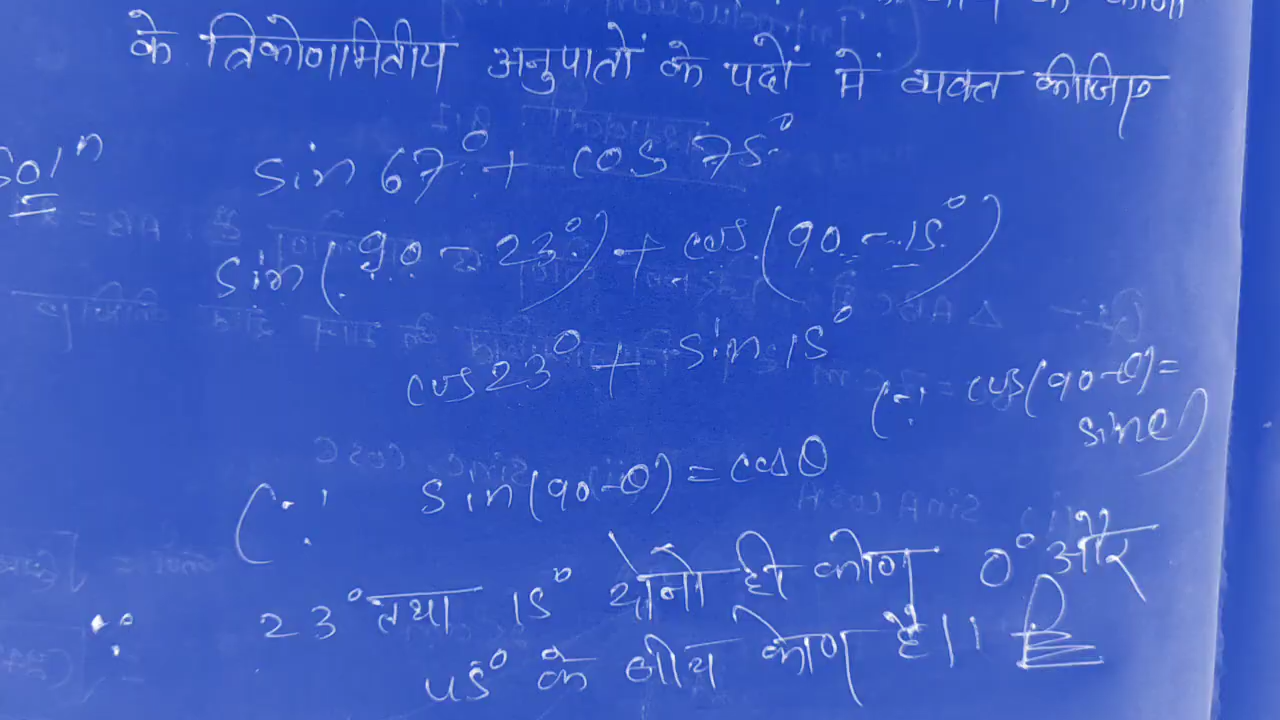 के त्रिकोणमितीय अनुपातों के पदों में व्यक्त कीजिए
Solⁿ sin 67° + cos 75°
sin(90 - 23°) + cos(90 - 15°)
cos 23° + sin 15°
(∵ cos(90-θ) =
sinθ)
(∵ sin(90-θ) = cosθ
∵ 23° तथा 15° दोनो ही कोण 0° और
45° के बीच कोण है।।